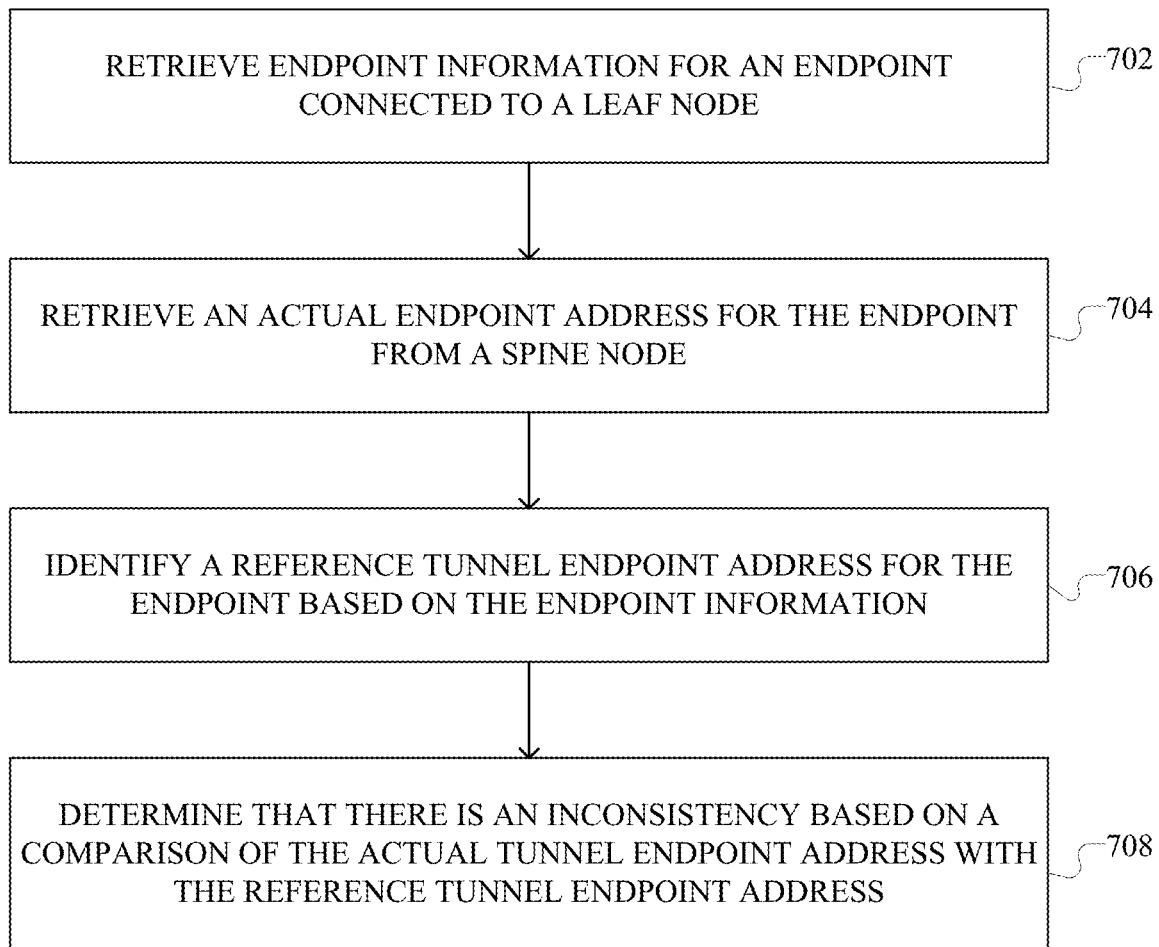 RETRIEVE ENDPOINT INFORMATION FOR AN ENDPOINT
CONNECTED TO A LEAF NODE
702
RETRIEVE AN ACTUAL ENDPOINT ADDRESS FOR THE ENDPOINT
FROM A SPINE NODE
704
IDENTIFY A REFERENCE TUNNEL ENDPOINT ADDRESS FOR THE
ENDPOINT BASED ON THE ENDPOINT INFORMATION
706
DETERMINE THAT THERE IS AN INCONSISTENCY BASED ON A
COMPARISON OF THE ACTUAL TUNNEL ENDPOINT ADDRESS WITH
THE REFERENCE TUNNEL ENDPOINT ADDRESS
708